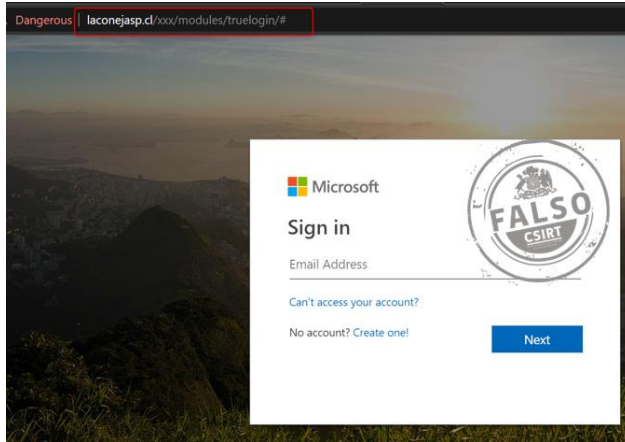 Dangerous | laconejasp.cl/xxx/modules/truelogin/#
Microsoft
Sign in
Email Address
Can't access your account?
No account? Create one!
Next
FALSO
CSIRT